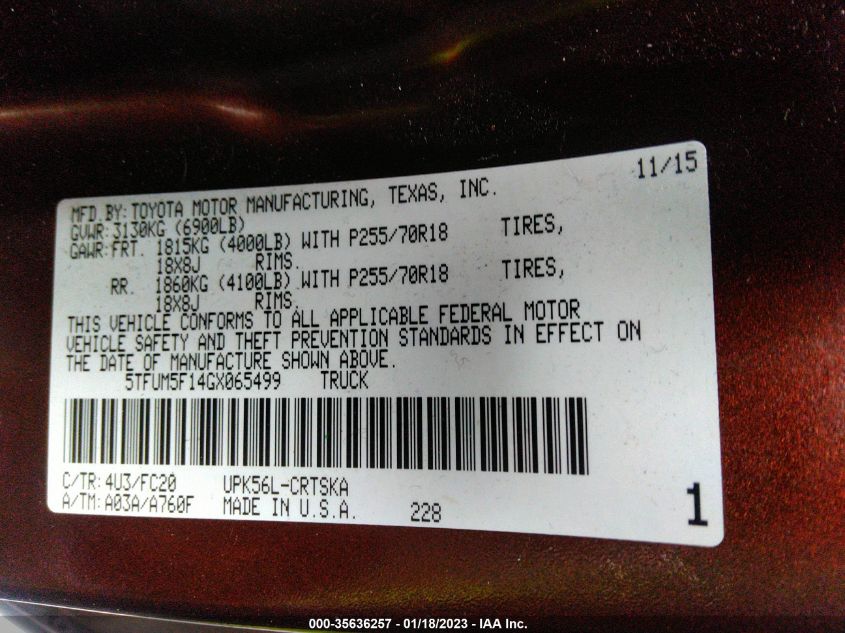 11/15
MFD.BY: TOYOTA MOTOR MANUFACTURING, TEXAS, INC.
GVWR: 3130KG (6900LB)
GAWR: FRT. 1815KG (4000LB) WITH P255/70R18 TIRES,
18X8J RIMS.
RR. 1860KG (4100LB) WITH P255/70R18 TIRES,
18X8J RIMS.
THIS VEHICLE CONFORMS TO ALL APPLICABLE FEDERAL MOTOR
VEHICLE SAFETY AND THEFT PREVENTION STANDARDS IN EFFECT ON
THE DATE OF MANUFACTURE SHOWN ABOVE.
5TFUM5F14GX065499 TRUCK
C/TR: 4U3/FC20 UPK56L-CRTSKA
A/TM: A03A/A760F MADE IN U.S.A. 228
1
000-35636257 - 01/18/2023 - IAA Inc.